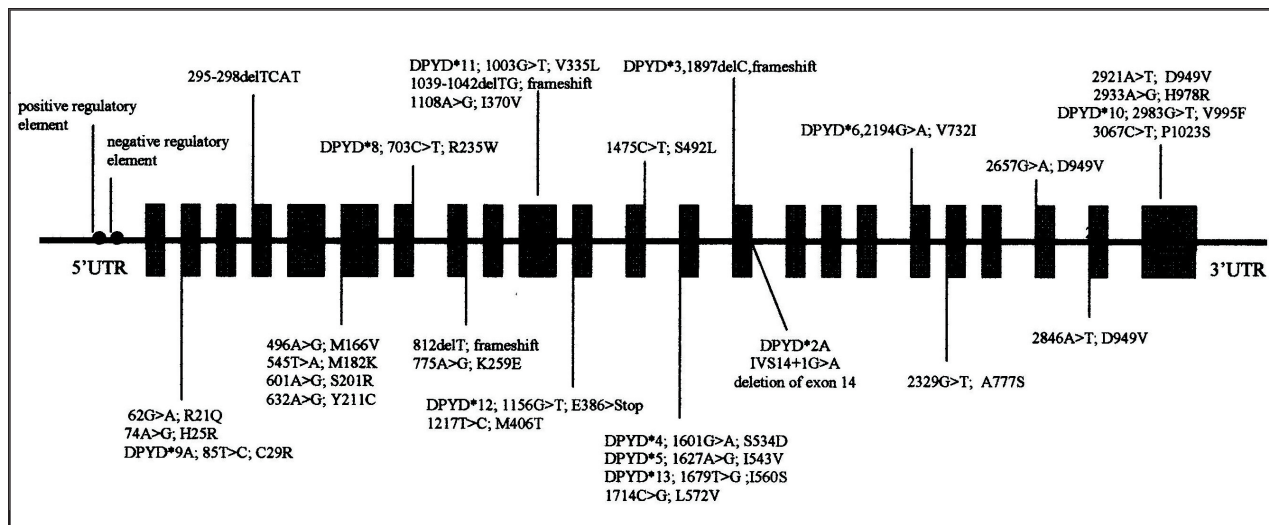 positive regulatory
element
negative regulatory
element
5’UTR
295-298delTCAT
DPYD*8; 703C>T; R235W
DPYD*11; 1003G>T; V335L
1039-1042delTG; frameshift
1108A>G; I370V
1475C>T; S492L
DPYD*3,1897delC,frameshift
DPYD*6,2194G>A; V732I
2657G>A; D949V
2921A>T; D949V
2933A>G; H978R
DPYD*10; 2983G>T; V995F
3067C>T; P1023S
3’UTR
62G>A; R21Q
74A>G; H25R
DPYD*9A; 85T>C; C29R
496A>G; M166V
545T>A; M182K
601A>G; S201R
632A>G; Y211C
812delT; frameshift
775A>G; K259E
DPYD*12; 1156G>T; E386>Stop
1217T>C; M406T
DPYD*4; 1601G>A; S534D
DPYD*5; 1627A>G; I543V
DPYD*13; 1679T>G ;I560S
1714C>G; L572V
DPYD*2A
IVS14+1G>A
deletion of exon 14
2329G>T; A777S
2846A>T; D949V